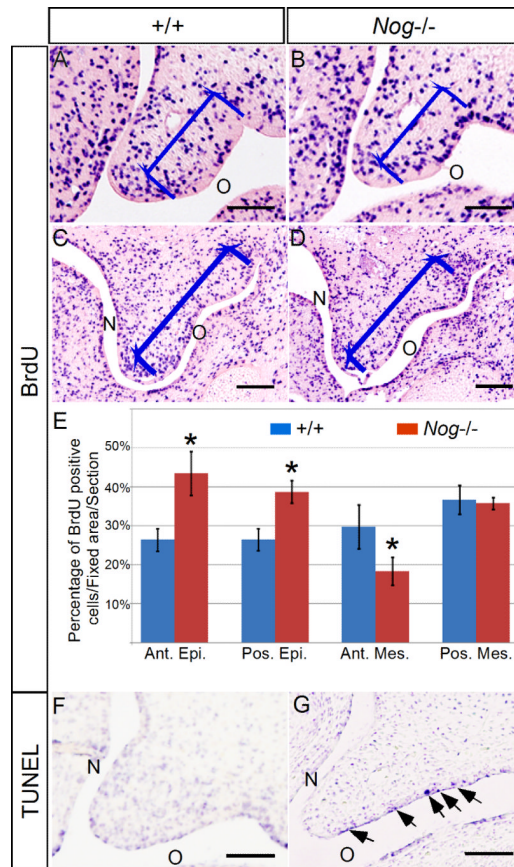 +/+ Nog-/-
BrdU
A
B
O
O
C
D
N
O
N
O
E
+/+ Nog-/-
Percentage of BrdU positive
cells/Fixed area/Section
50%
40%
30%
20%
10%
*
*
*
Ant. Epi. Pos. Epi. Ant. Mes. Pos. Mes.
TUNEL
F
G
N
O
N
O